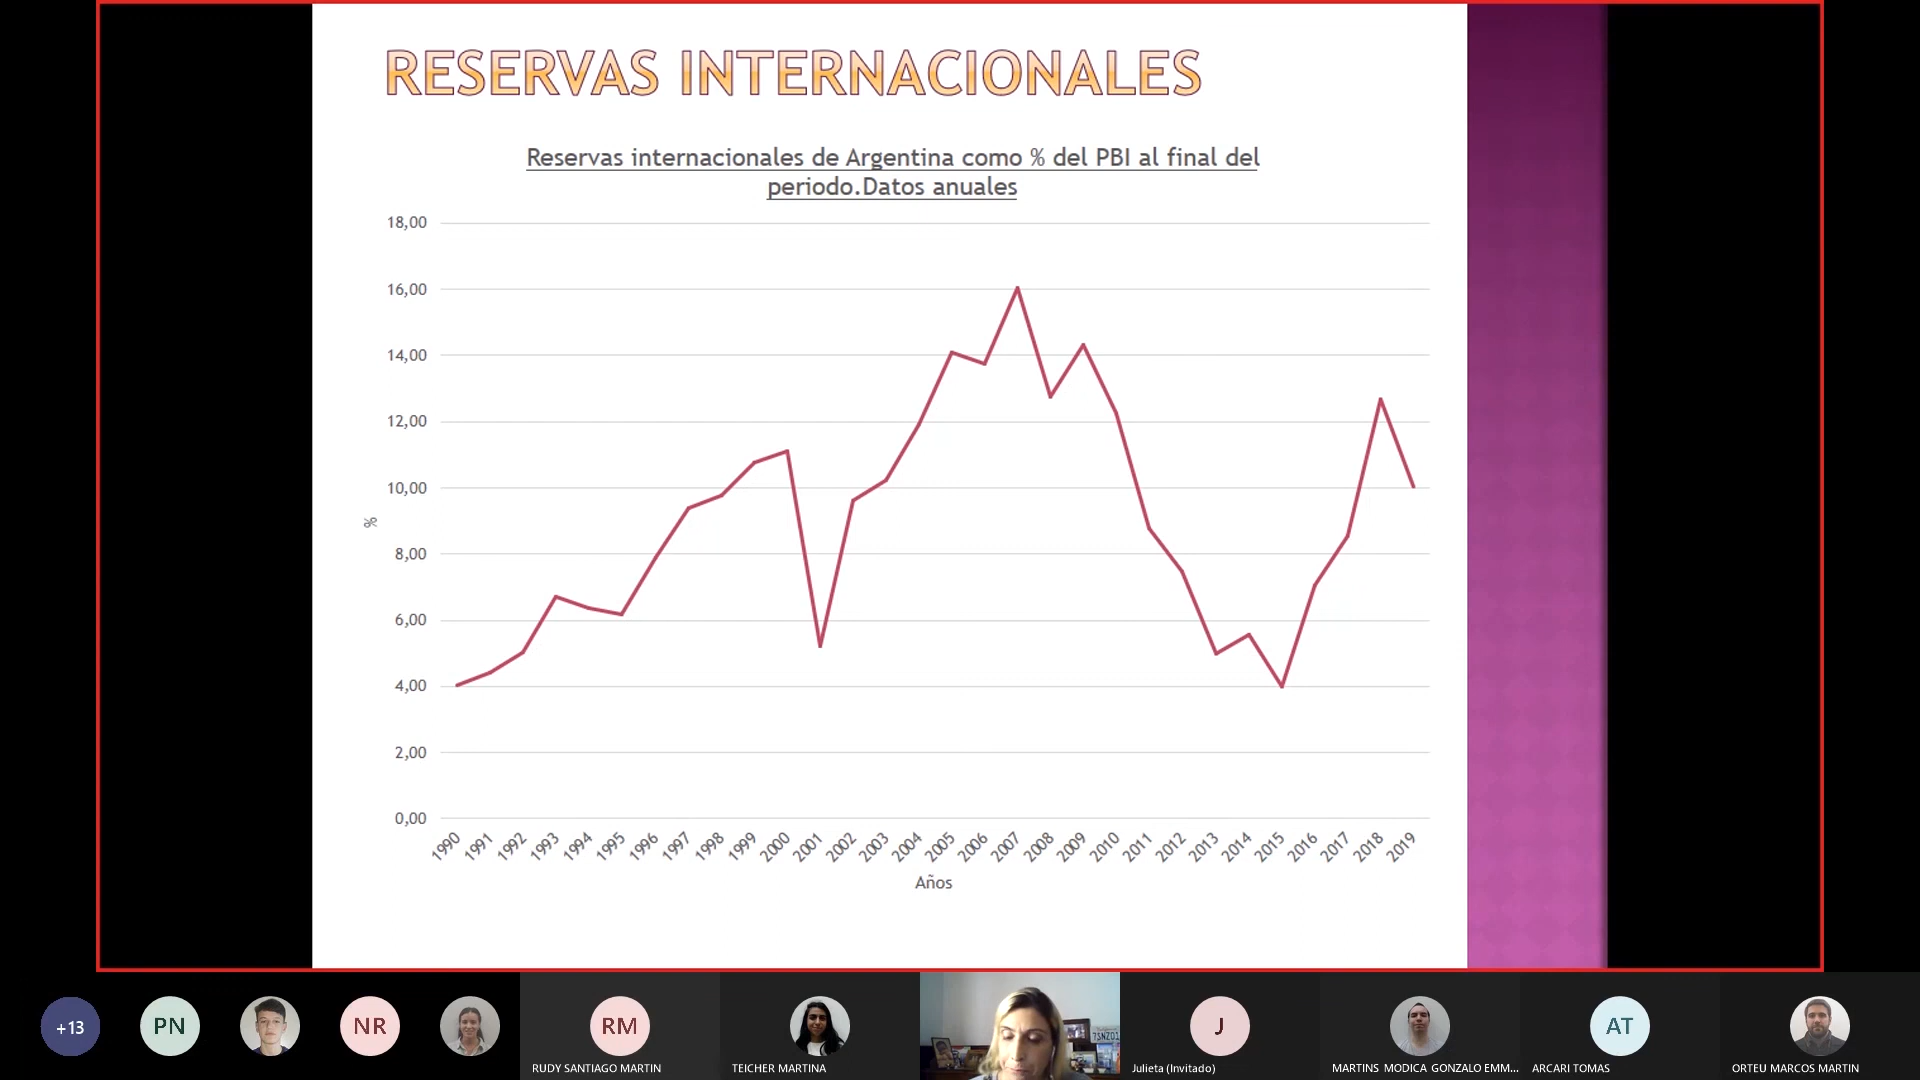 RESERVAS INTERNACIONALES
Reservas internacionales de Argentina como % del PBI al final del
periodo.Datos anuales
18,00
16,00
14,00
12,00
10,00
8,00
6,00
4,00
2,00
0,00
%
1990 1991 1992 1993 1994 1995 1996 1997 1998 1999 2000 2001 2002 2003 2004 2005 2006 2007 2008 2009 2010 2011 2012 2013 2014 2015 2016 2017 2018 2019
Años
+13
PN
NR
RM
J
AT
RUDY SANTIAGO MARTIN
TEICHER MARTINA
Julieta (Invitado)
MARTINS MODICA GONZALO EMM...
ARCARI TOMAS
ORTEU MARCOS MARTIN